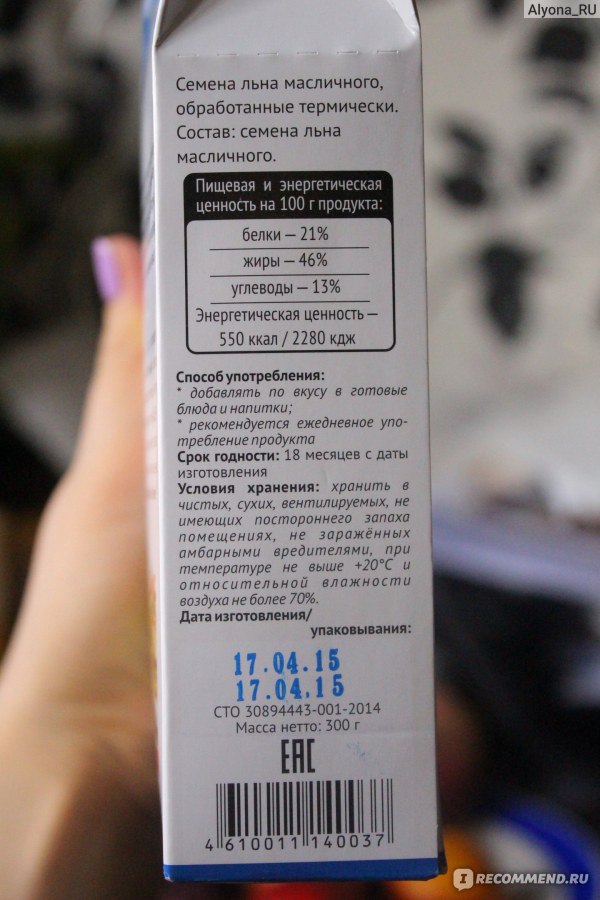 Alyona_RU
Семена льна масличного,
обработанные термически.
Состав: семена льна
масличного.
Пищевая и энергетическая
ценность на 100 г продукта:
белки — 21%
жиры — 46%
углеводы — 13%
Энергетическая ценность —
550 ккал / 2280 кдж
Способ употребления:
* добавлять по вкусу в готовые
блюда и напитки;
* рекомендуется ежедневное упо-
требление продукта
Срок годности: 18 месяцев с даты
изготовления
Условия хранения: хранить в
чистых, сухих, вентилируемых, не
имеющих постороннего запаха
помещениях, не заражённых
амбарными вредителями, при
температуре не выше +20°С и
относительной влажности
воздуха не более 70%.
Дата изготовления/
упаковывания:
17.04.15
17.04.15
СТО 30894443-001-2014
Масса нетто: 300 г
ЕАС
4 610011 140037
I RECOMMEND.RU